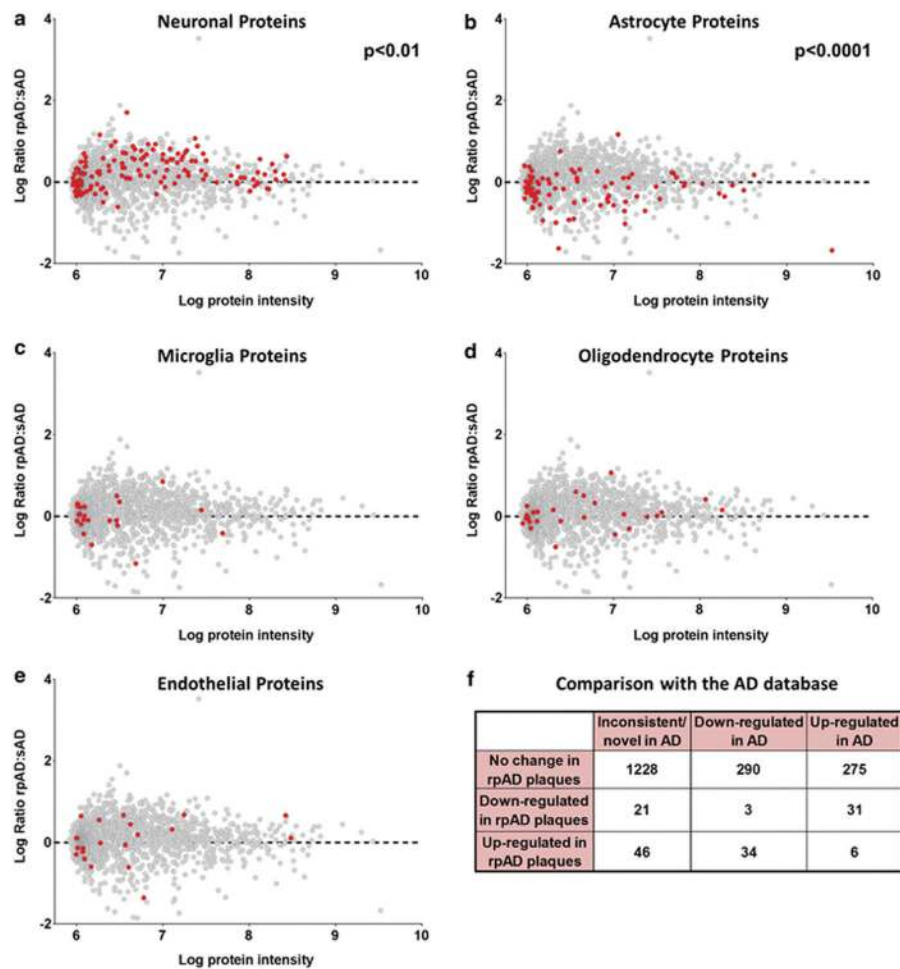 a
Neuronal Proteins
p<0.01
4
2
0
-2
Log Ratio rpAD:sAD
6 7 8 9 10
Log protein intensity
b
Astrocyte Proteins
p<0.0001
4
2
0
-2
Log Ratio rpAD:sAD
6 7 8 9 10
Log protein intensity
c
Microglia Proteins
4
2
0
-2
Log Ratio rpAD:sAD
6 7 8 9 10
Log protein intensity
d
Oligodendrocyte Proteins
4
2
0
-2
Log Ratio rpAD:sAD
6 7 8 9 10
Log protein intensity
e
Endothelial Proteins
4
2
0
-2
Log Ratio rpAD:sAD
6 7 8 9 10
Log protein intensity
f
Comparison with the AD database
Inconsistent/ Down-regulated Up-regulated
novel in AD in AD in AD
No change in
rpAD plaques
1228 290 275
Down-regulated
in rpAD plaques
21 3 31
Up-regulated in
rpAD plaques
46 34 6